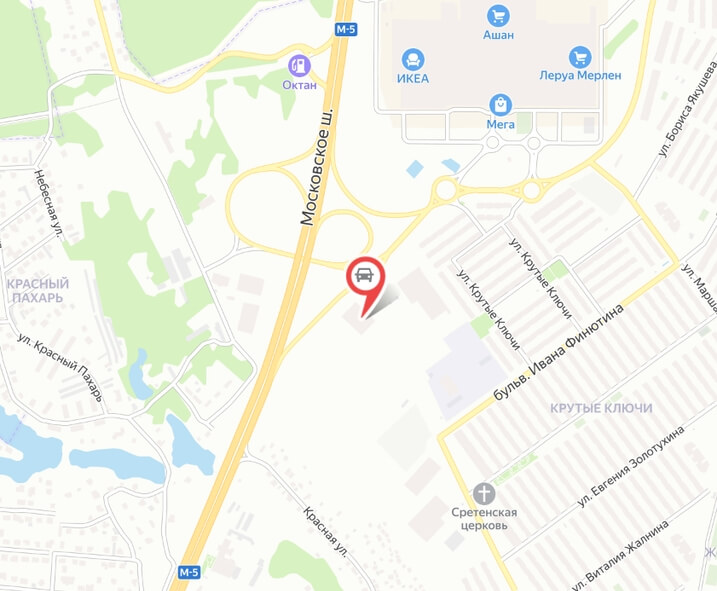 М-5
Ашан
ИКЕА
Леруа Мерлен
Октан
Мега
Московское ш.
ул. Бориса Якушева
Небесная ул.
КРАСНЫЙ
ПАХАРЬ
ул. Крутые Ключи
ул. Крутые Ключи
ул. Красный Пахарь
бульв. Ивана Финютина
КРУТЫЕ КЛЮЧИ
ул. Евгения Золотухина
Сретенская
церковь
Красная ул.
ул. Виталия Жалнина
М-5